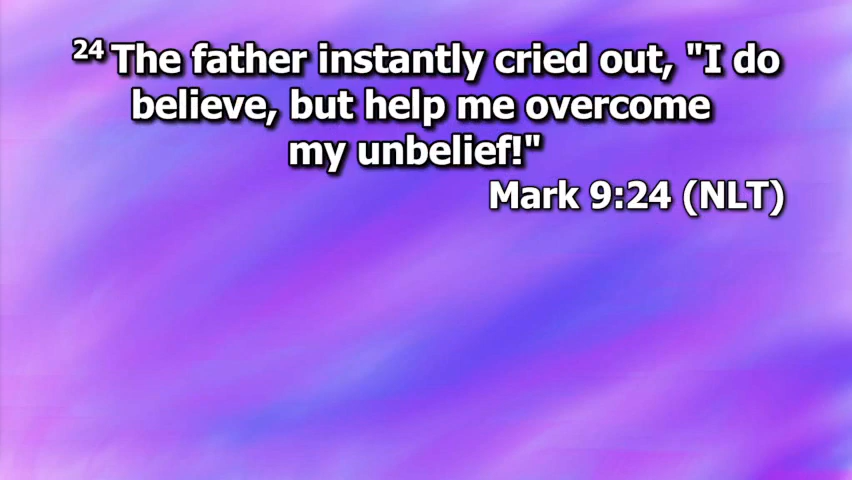 24 The father instantly cried out, "I do
believe, but help me overcome
my unbelief!"
Mark 9:24 (NLT)